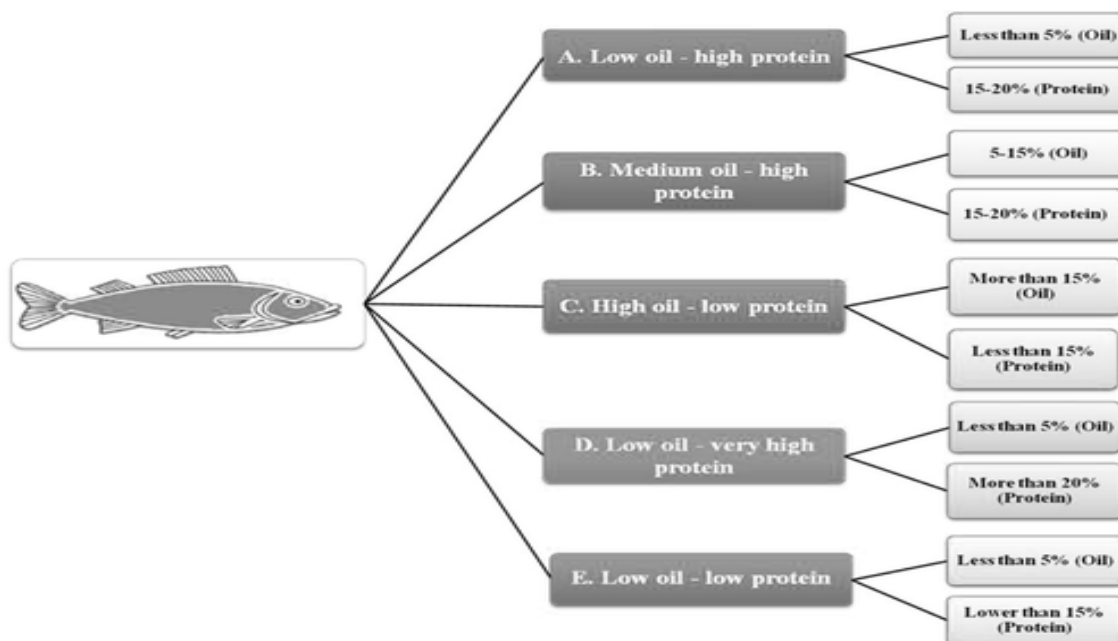 A. Low oil - high protein
Less than 5% (Oil)
15-20% (Protein)
B. Medium oil - high
protein
5-15% (Oil)
15-20% (Protein)
C. High oil - low protein
More than 15%
(Oil)
Less than 15%
(Protein)
D. Low oil - very high
protein
Less than 5% (Oil)
More than 20%
(Protein)
E. Low oil - low protein
Less than 5% (Oil)
Lower than 15%
(Protein)